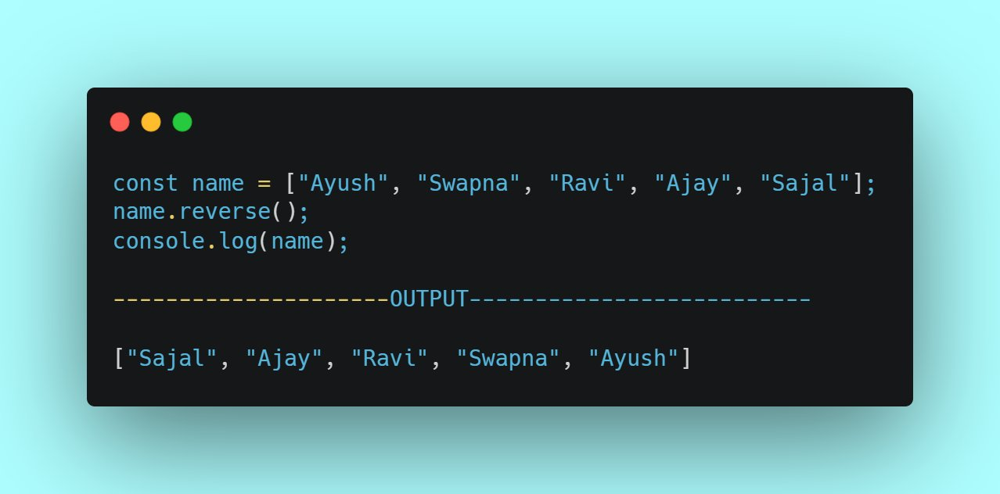 const name = ["Ayush", "Swapna", "Ravi", "Ajay", "Sajal"];
name.reverse();
console.log(name);
---------------------OUTPUT--------------------------
["Sajal", "Ajay", "Ravi", "Swapna", "Ayush"]